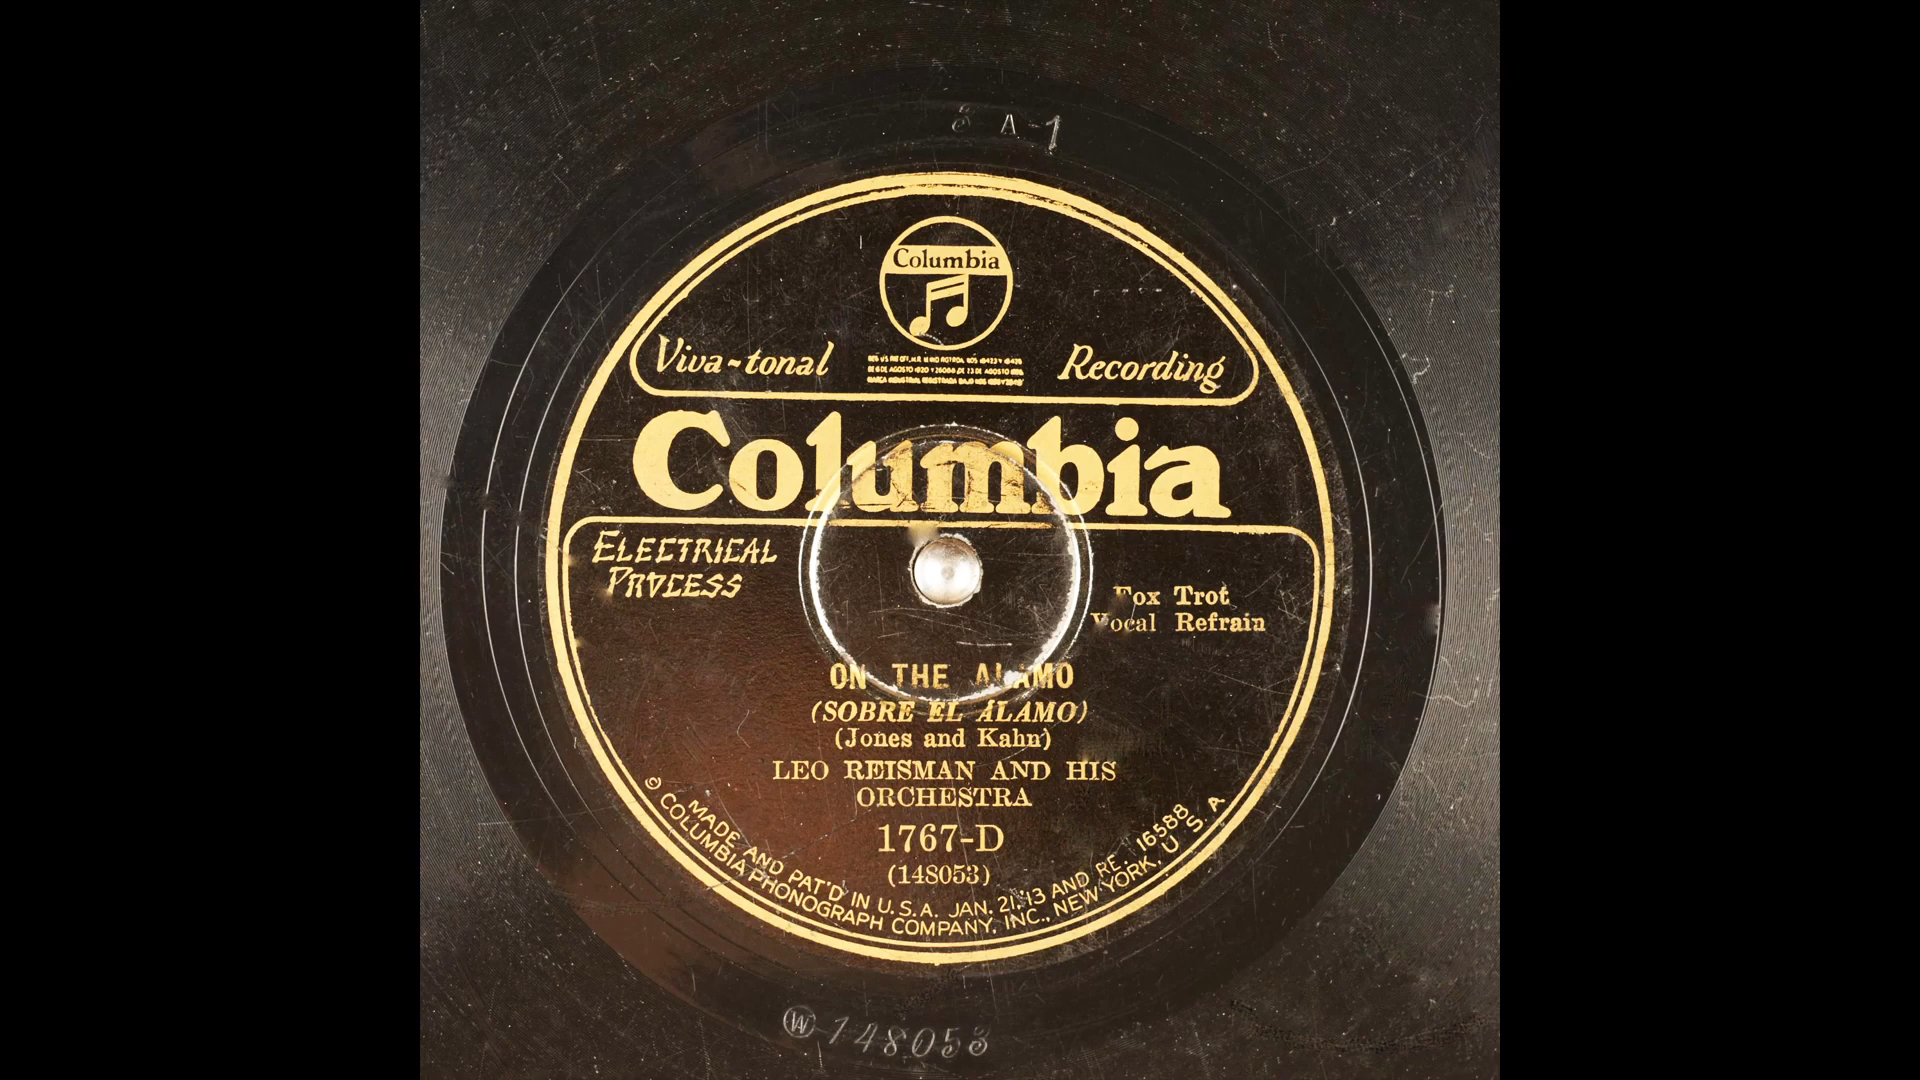 3 A-1
Columbia
Viva-tonal Recording
Columbia
ELECTRICAL
PROCESS
Fox Trot
Vocal Refrain
ON THE ALAMO
(SOBRE EL ÁLAMO)
(Jones and Kahn)
LEO REISMAN AND HIS
ORCHESTRA
1767-D
(148053)
MADE AND PAT'D IN U.S.A. JAN. 21, '13 AND RE. 16588
© COLUMBIA PHONOGRAPH COMPANY, INC., NEW YORK, U. S. A
W 148053